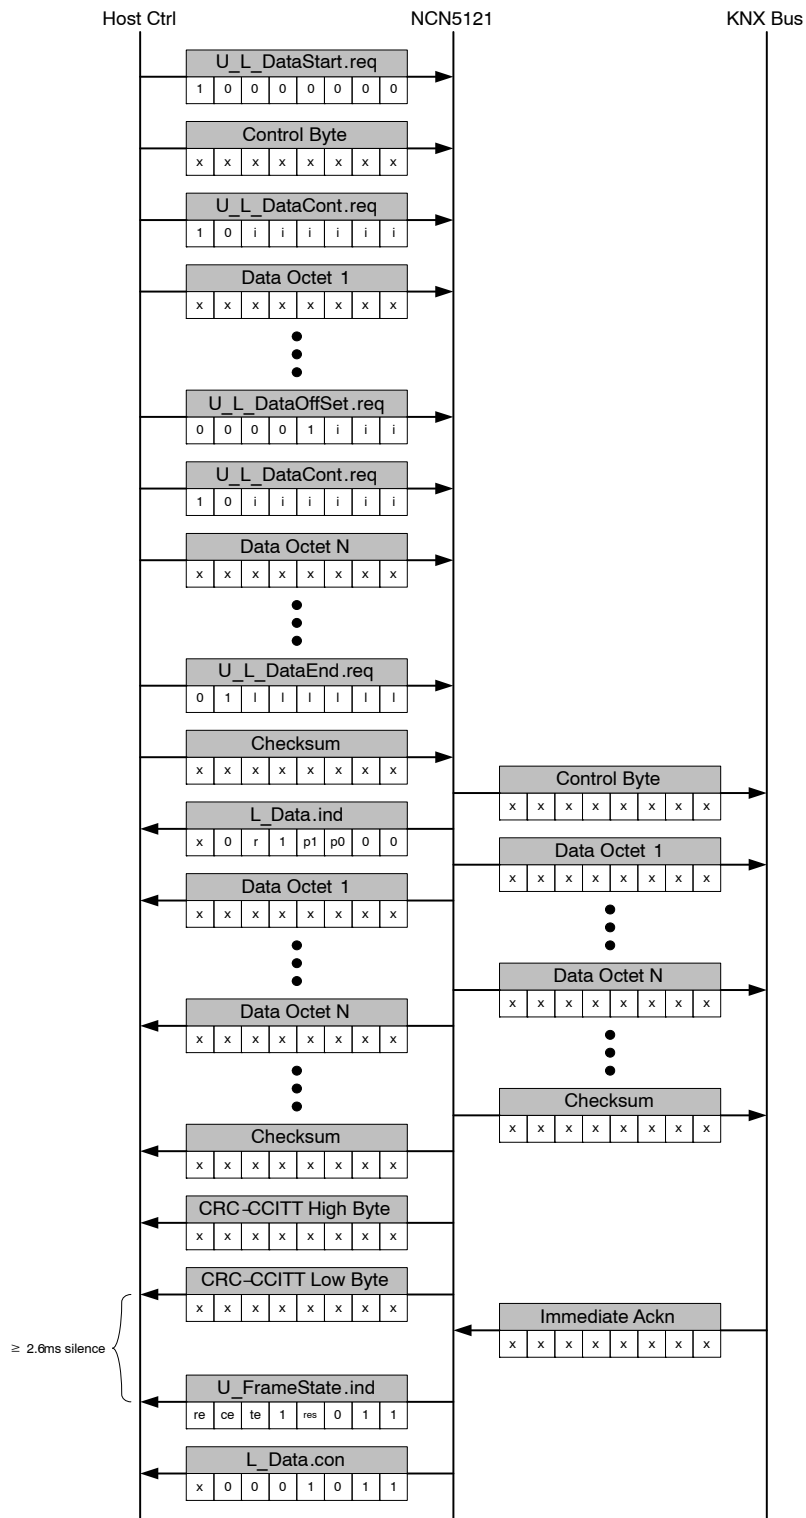 Host Ctrl NCN5121 KNX Bus
U_L_DataStart.req
1 0 0 0 0 0 0 0
Control Byte
x x x x x x x x
U_L_DataCont.req
1 0 i i i i i i
Data Octet 1
x x x x x x x x
U_L_DataOffSet.req
0 0 0 0 1 i i i
U_L_DataCont.req
1 0 i i i i i i
Data Octet N
x x x x x x x x
U_L_DataEnd.req
0 1 l l l l l l
Checksum
x x x x x x x x
Control Byte
x x x x x x x x
L_Data.ind
x 0 r 1 p1 p0 0 0
Data Octet 1
x x x x x x x x
Data Octet 1
x x x x x x x x
Data Octet N
x x x x x x x x
Data Octet N
x x x x x x x x
Checksum
x x x x x x x x
Checksum
x x x x x x x x
CRC-CCITT High Byte
x x x x x x x x
CRC-CCITT Low Byte
x x x x x x x x
Immediate Ackn
x x x x x x x x
≥ 2.6ms silence
U_FrameState.ind
re ce te 1 res 0 1 1
L_Data.con
x 0 0 0 1 0 1 1